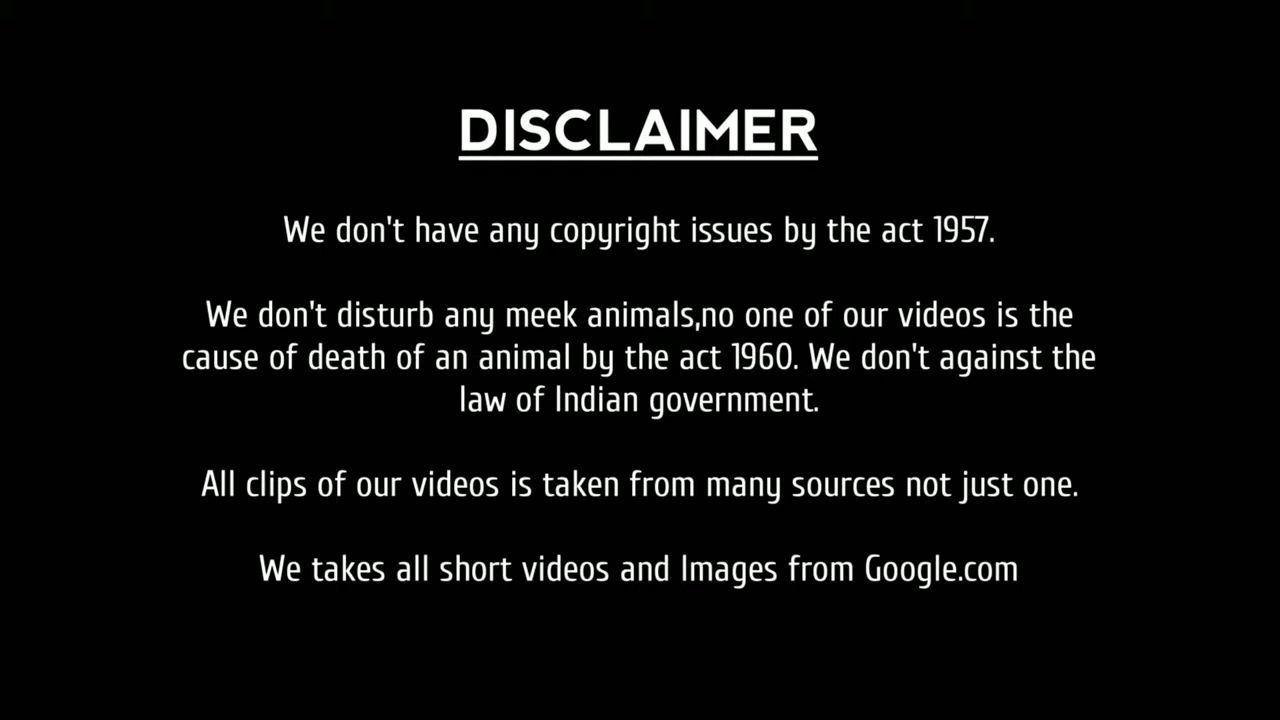 DISCLAIMER
We don't have any copyright issues by the act 1957.
We don't disturb any meek animals,no one of our videos is the
cause of death of an animal by the act 1960. We don't against the
law of Indian government.
All clips of our videos is taken from many sources not just one.
We takes all short videos and Images from Google.com